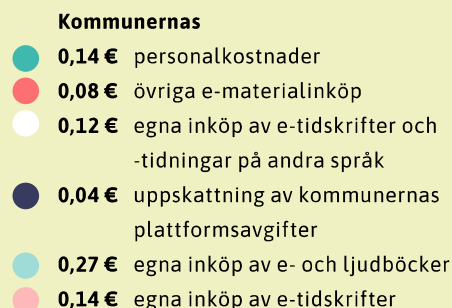 Kommunernas
0,14 € personalkostnader
0,08 € övriga e-materialinköp
0,12 € egna inköp av e-tidskrifter och
-tidningar på andra språk
0,04 € uppskattning av kommunernas
plattformsavgifter
0,27 € egna inköp av e- och ljudböcker
0,14 € egna inköp av e-tidskrifter